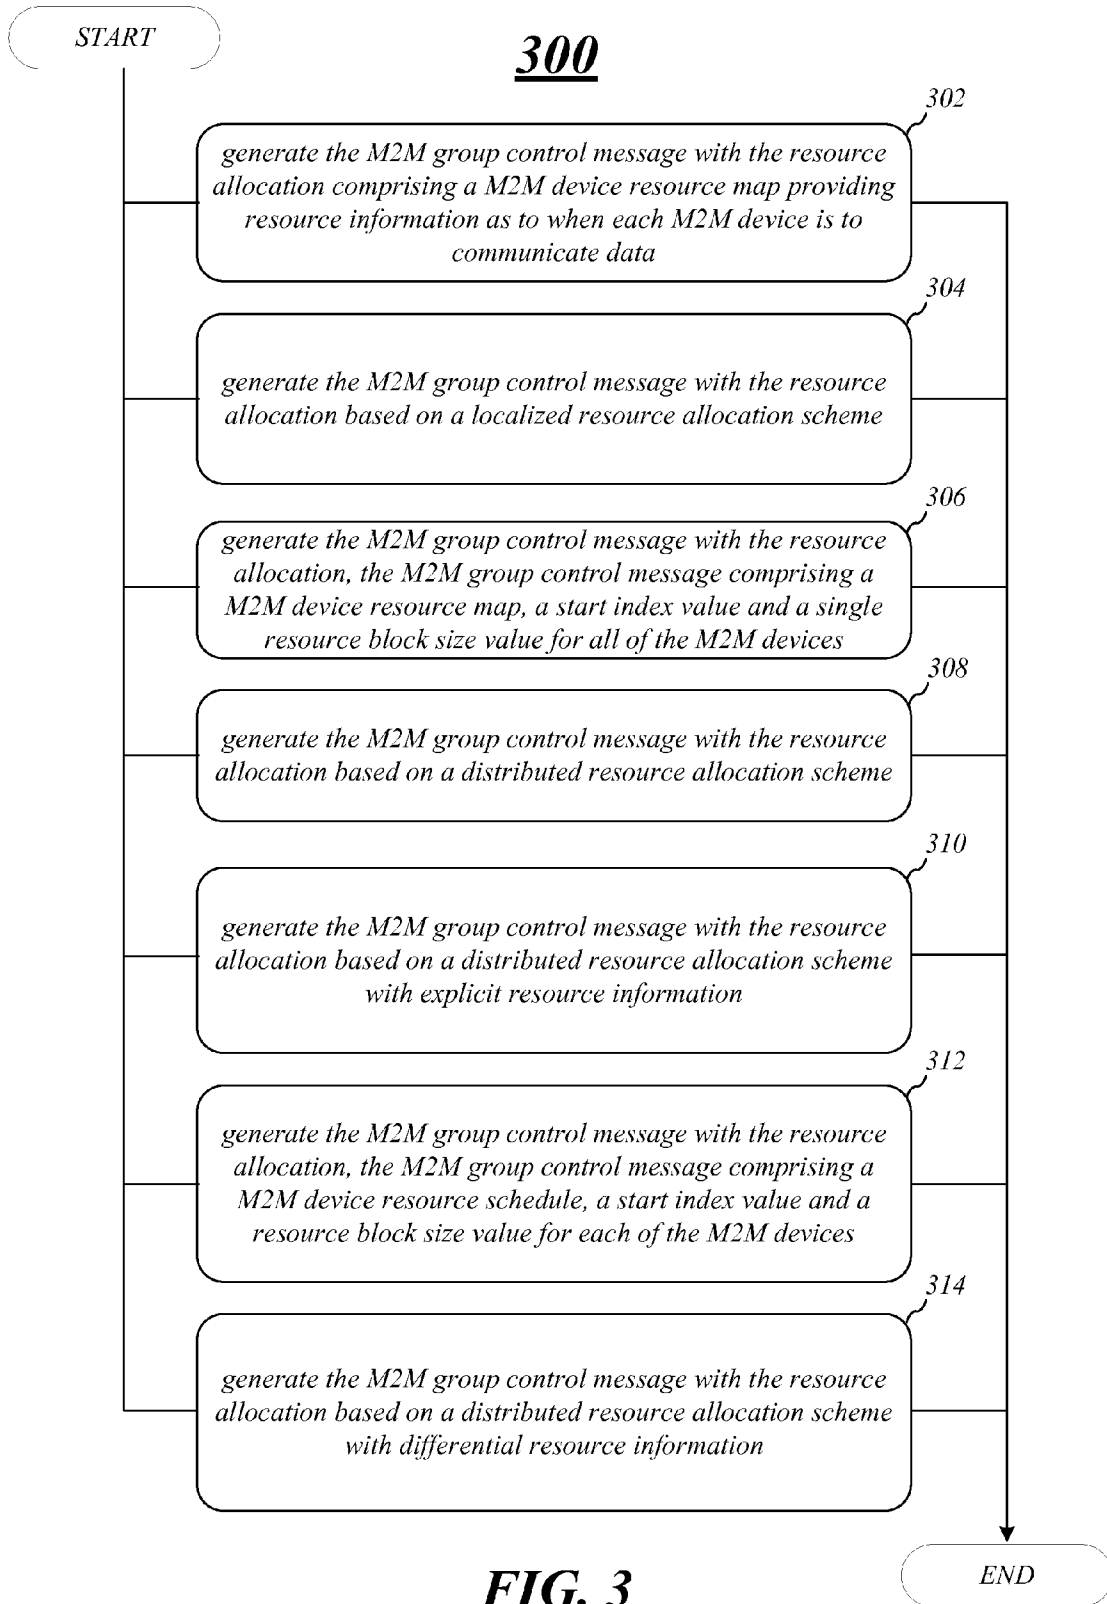 START
300
302
generate the M2M group control message with the resource
allocation comprising a M2M device resource map providing
resource information as to when each M2M device is to
communicate data
304
generate the M2M group control message with the resource
allocation based on a localized resource allocation scheme
306
generate the M2M group control message with the resource
allocation, the M2M group control message comprising a
M2M device resource map, a start index value and a single
resource block size value for all of the M2M devices
308
generate the M2M group control message with the resource
allocation based on a distributed resource allocation scheme
310
generate the M2M group control message with the resource
allocation based on a distributed resource allocation scheme
with explicit resource information
312
generate the M2M group control message with the resource
allocation, the M2M group control message comprising a
M2M device resource schedule, a start index value and a
resource block size value for each of the M2M devices
314
generate the M2M group control message with the resource
allocation based on a distributed resource allocation scheme
with differential resource information
END
FIG. 3